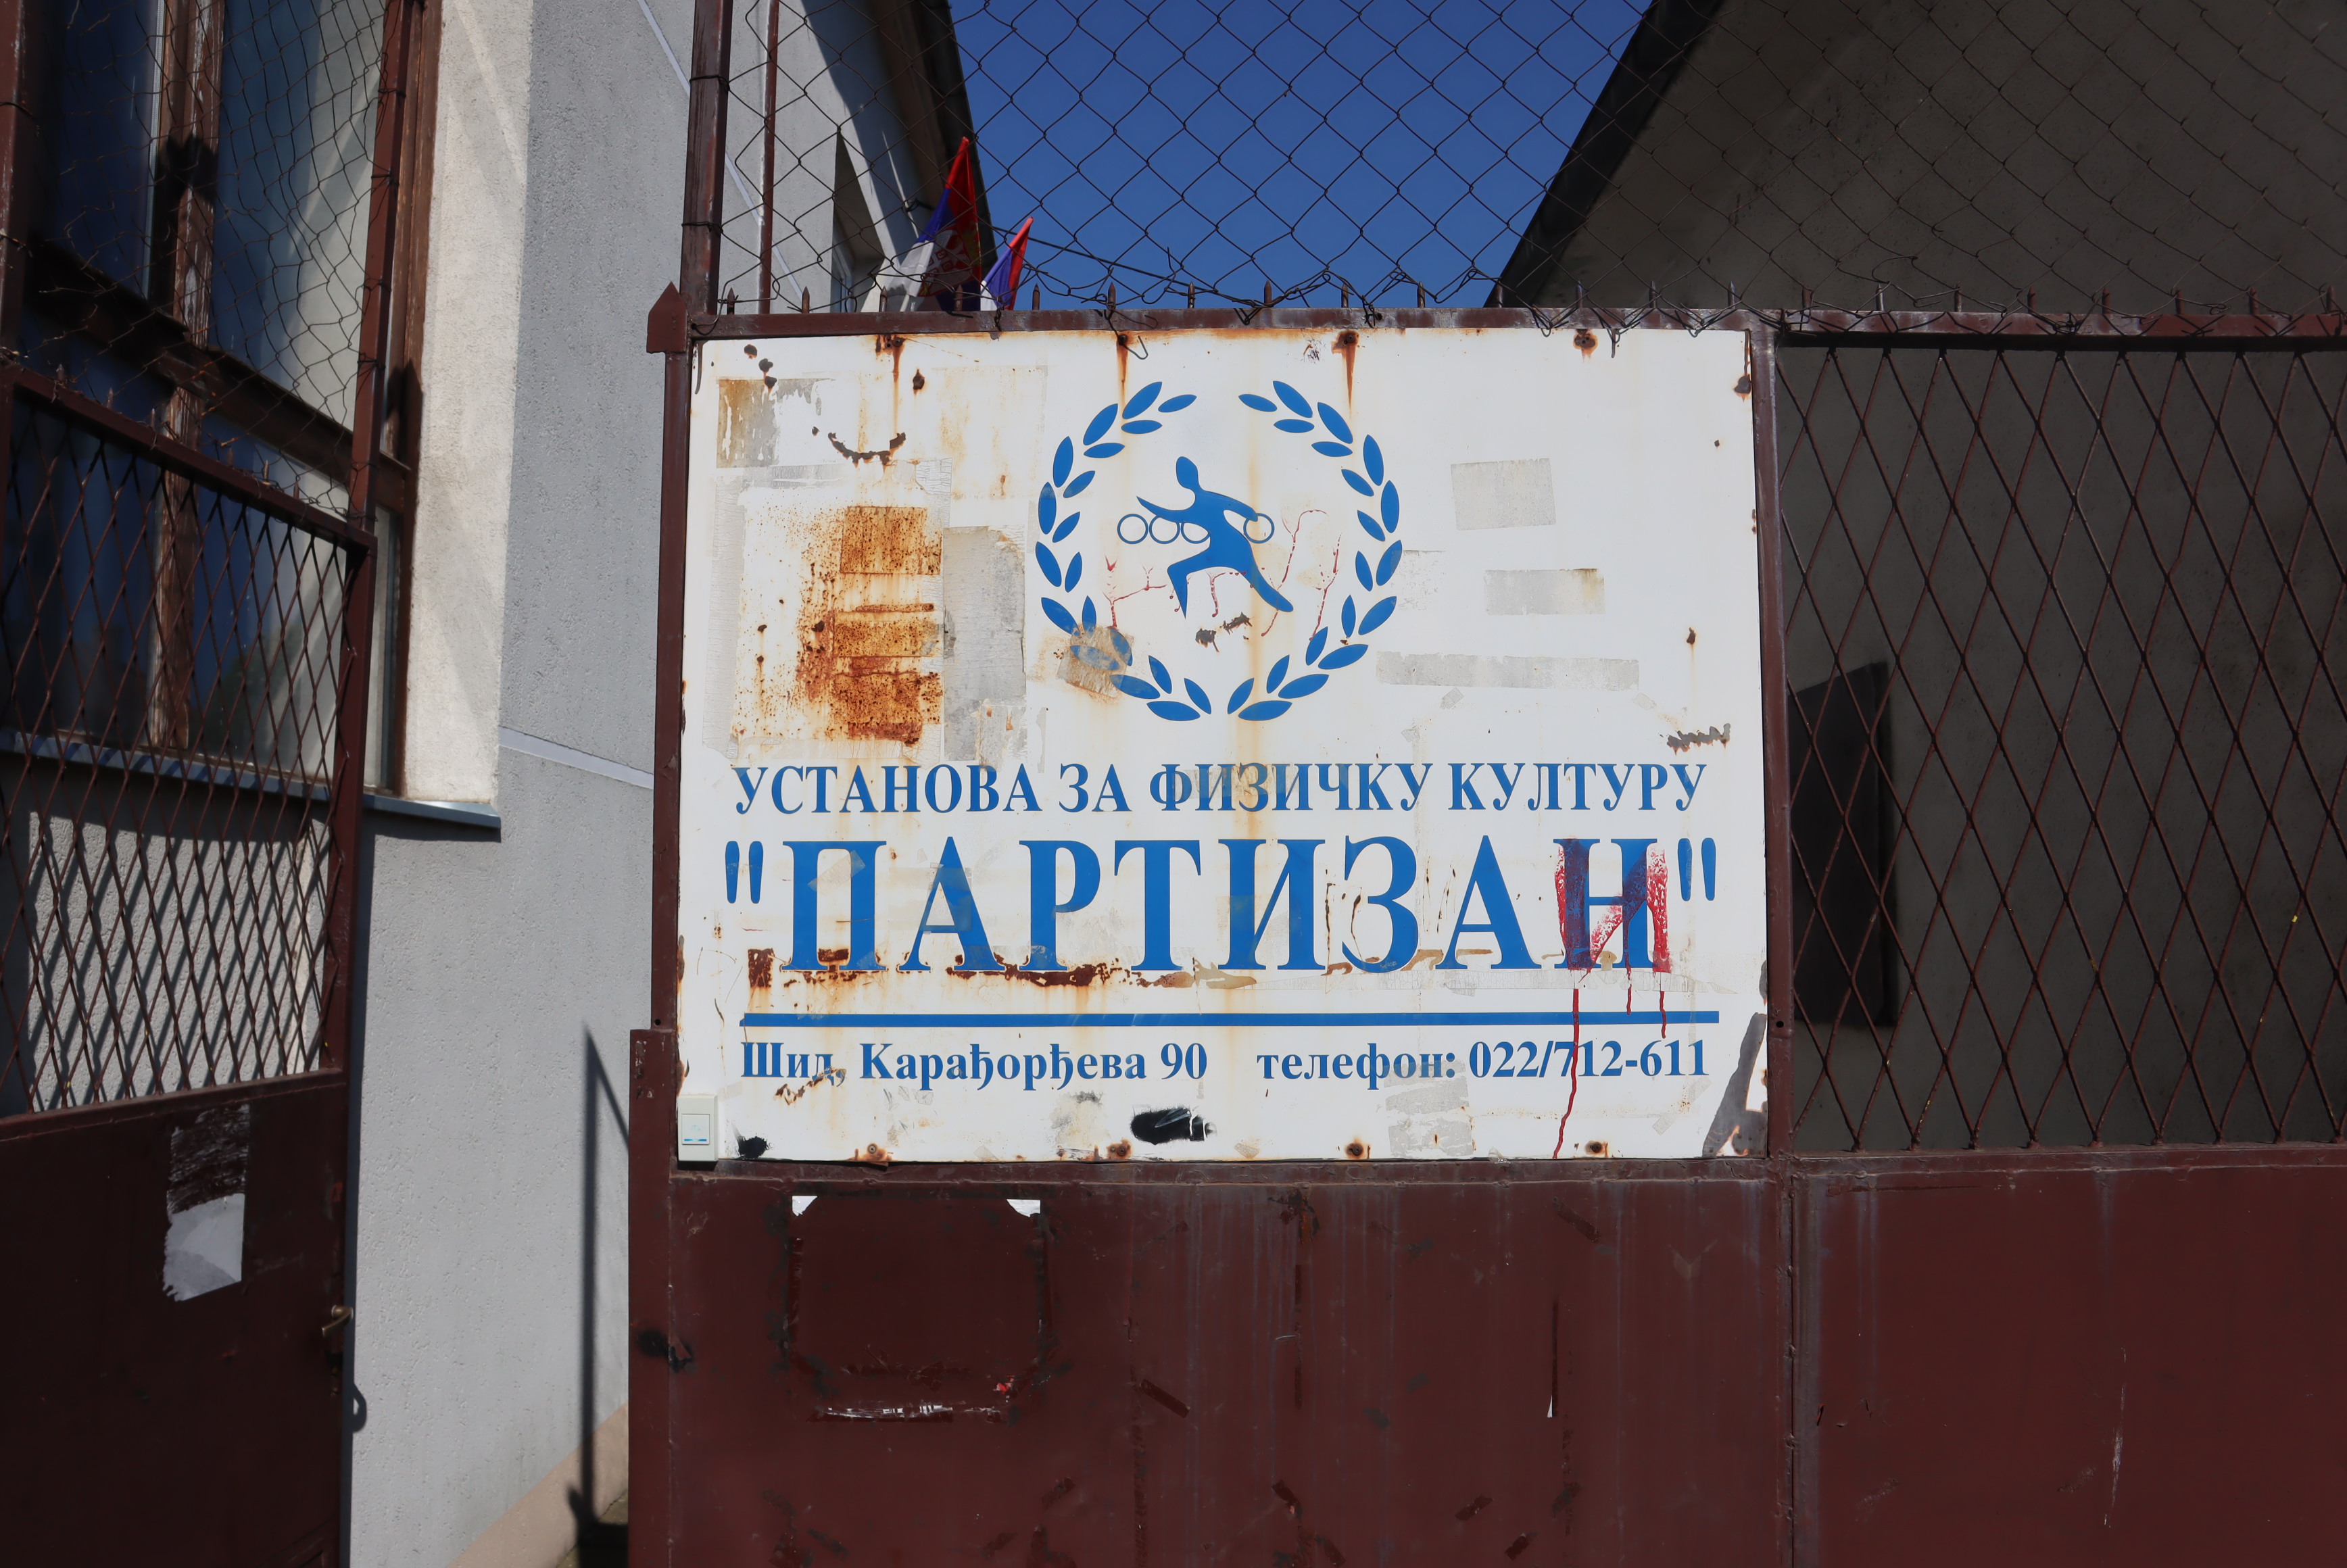 УСТАНОВА ЗА ФИЗИЧКУ КУЛТУРУ
"ПАРТИЗАН"
Шид, Карађорђева 90 телефон: 022/712-611